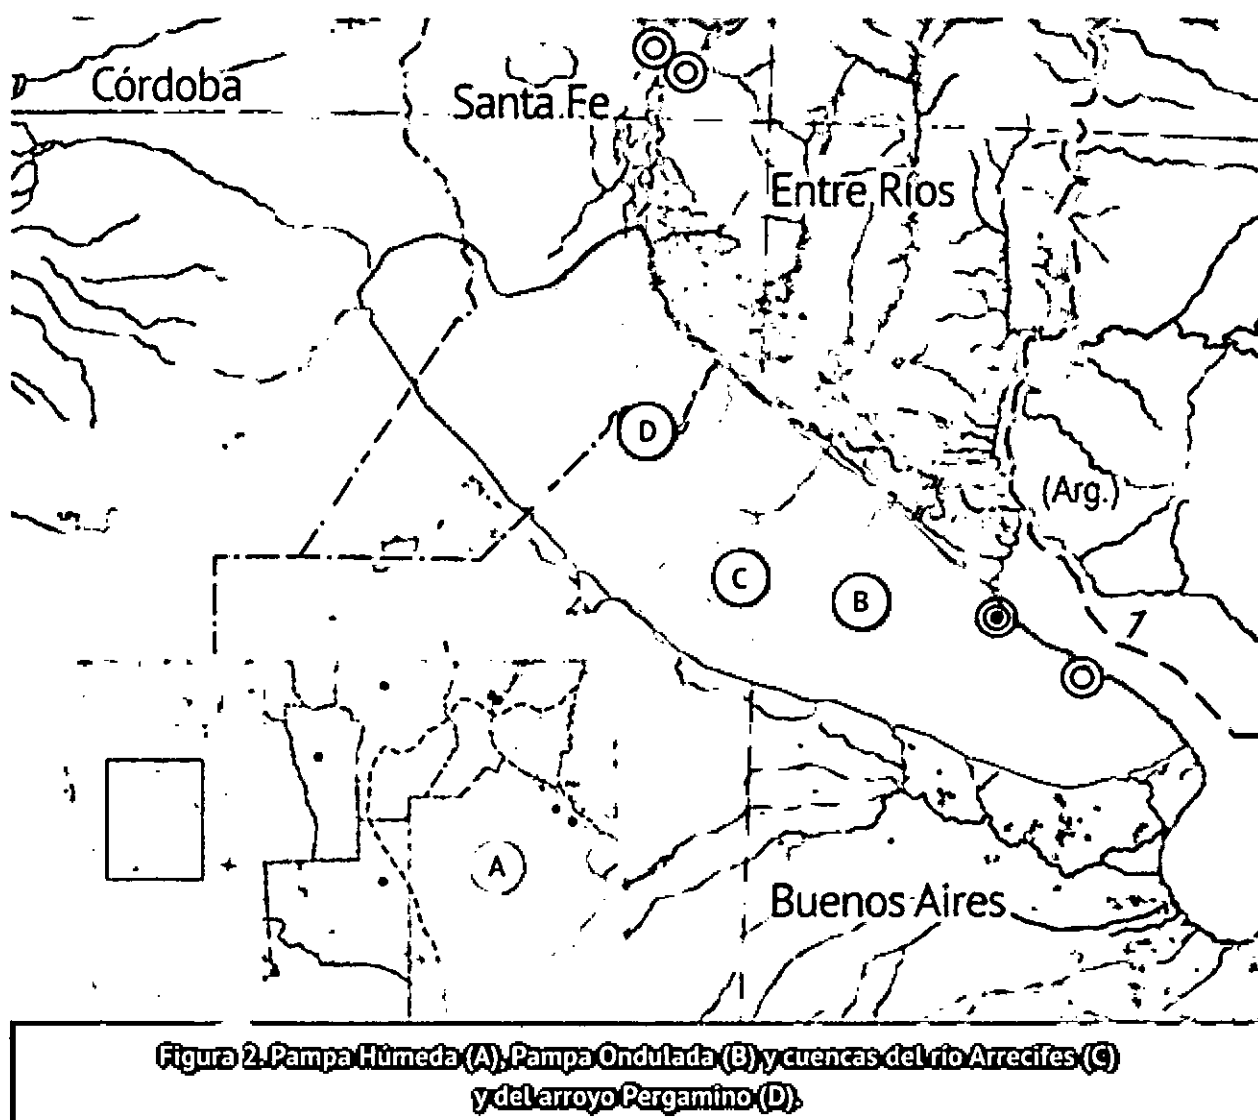 Córdoba
Santa Fe
Entre Ríos
D
(Arg.)
C
B
A
Buenos Aires
Figura 2. Pampa Húmeda (A), Pampa Ondulada (B) y cuencas del río Arrecifes (C)
y del arroyo Pergamino (D).